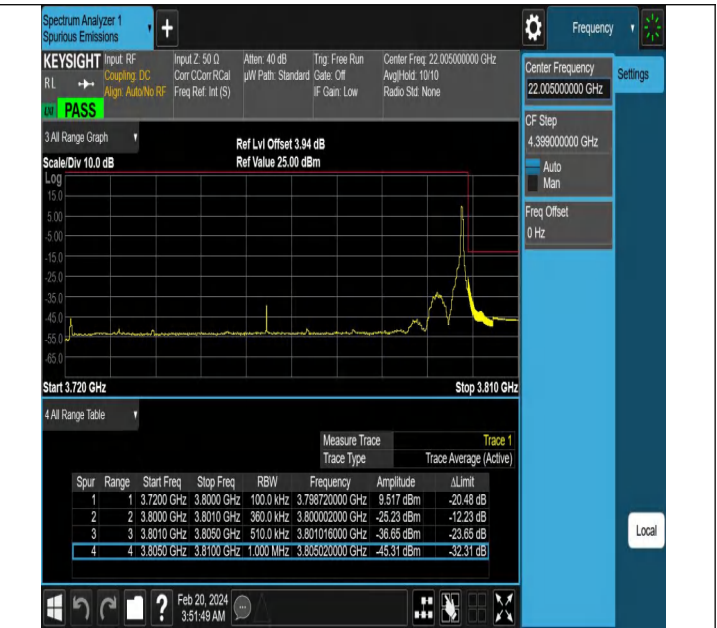 Spectrum Analyzer 1
Spurious Emissions
Frequency
KEYSIGHT
RL
LXI
PASS
Input: RF
Coupling: DC
Align: Auto/No RF
Input Z: 50 Ω
Corr CCorr RCal
Freq Ref: Int (S)
Atten: 40 dB
µW Path: Standard
Trig: Free Run
Gate: Off
IF Gain: Low
Center Freq: 22.005000000 GHz
Avg|Hold: 10/10
Radio Std: None
Center Frequency
22.005000000 GHz
Settings
CF Step
4.399000000 GHz
Auto
Man
Freq Offset
0 Hz
3 All Range Graph
Scale/Div 10.0 dB
Ref Lvl Offset 3.94 dB
Ref Value 25.00 dBm
Log
15.0
5.00
-5.00
-15.0
-25.0
-35.0
-45.0
-55.0
-65.0
Start 3.720 GHz
Stop 3.810 GHz
4 All Range Table
Measure Trace Trace 1
Trace Type Trace Average (Active)
Spur Range Start Freq Stop Freq RBW Frequency Amplitude ΔLimit
1 1 3.7200 GHz 3.8000 GHz 100.0 kHz 3.798720000 GHz 9.517 dBm -20.48 dB
2 2 3.8000 GHz 3.8010 GHz 360.0 kHz 3.800002000 GHz -25.23 dBm -12.23 dB
3 3 3.8010 GHz 3.8050 GHz 510.0 kHz 3.801016000 GHz -36.65 dBm -23.65 dB
4 4 3.8050 GHz 3.8100 GHz 1.000 MHz 3.805020000 GHz -45.31 dBm -32.31 dB
Local
?
Feb 20, 2024
3:51:49 AM